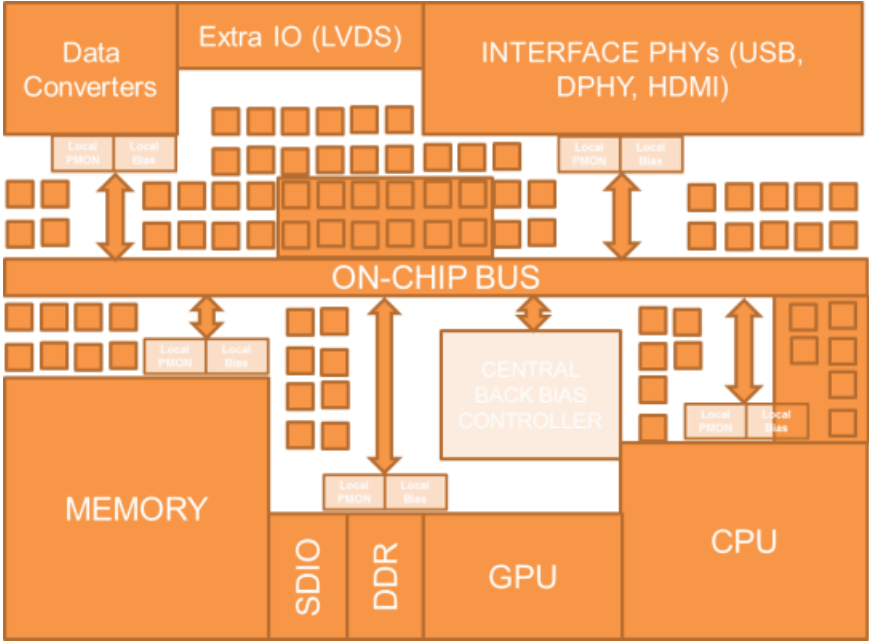 Data
Converters
Extra IO (LVDS)
INTERFACE PHYs (USB,
DPHY, HDMI)
Local
PMON
Local
Bias
Local
PMON
Local
Bias
ON-CHIP BUS
Local
PMON
Local
Bias
CENTRAL
BACK BIAS
CONTROLLER
Local
PMON
Local
Bias
Local
PMON
Local
Bias
MEMORY
SDIO
DDR
GPU
CPU